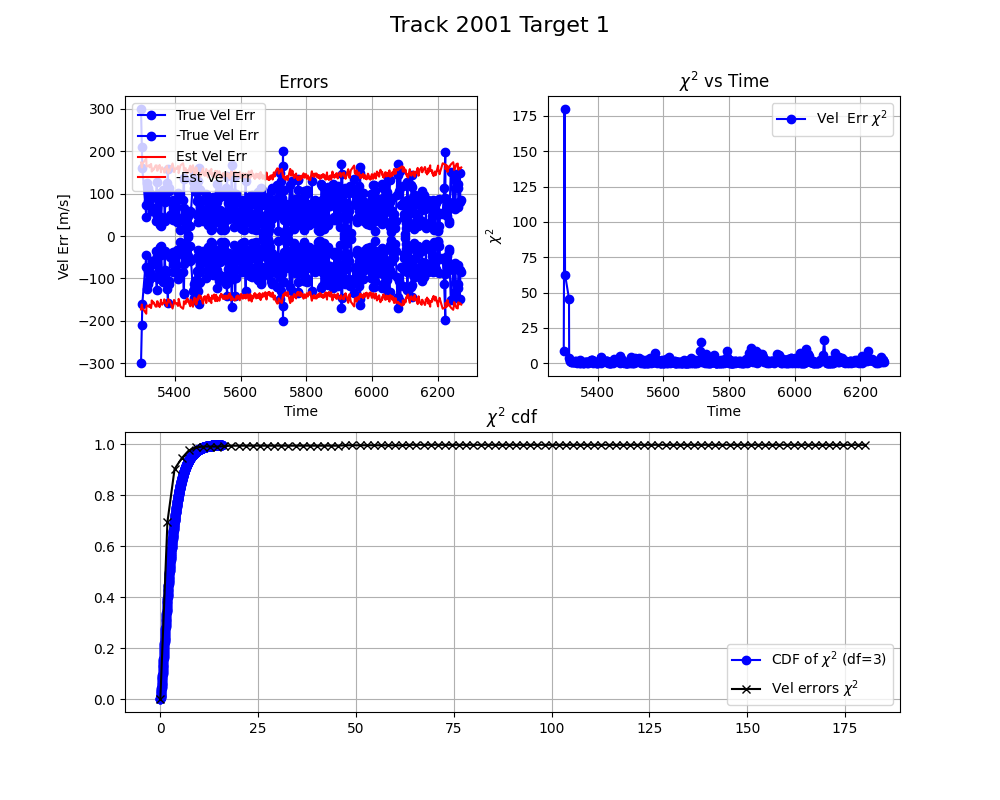 Track 2001 Target 1
Errors
300
200
100
0
−100
−200
−300
Vel Err [m/s]
True Vel Err
-True Vel Err
Est Vel Err
-Est Vel Err
5400
5600
5800
6000
6200
Time
χ² vs Time
175
150
125
100
75
50
25
0
χ²
Vel Err χ²
5400
5600
5800
6000
6200
Time
χ² cdf
1.0
0.8
0.6
0.4
0.2
0.0
CDF of χ² (df=3)
Vel errors χ²
0
25
50
75
100
125
150
175